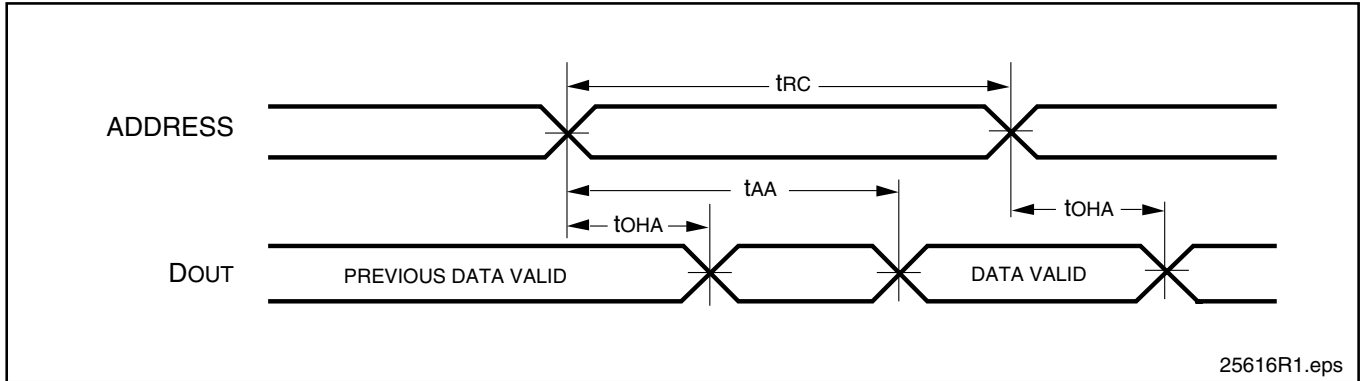 tRC
ADDRESS
tAA
tOHA
tOHA
DOUT
PREVIOUS DATA VALID
DATA VALID
25616R1.eps